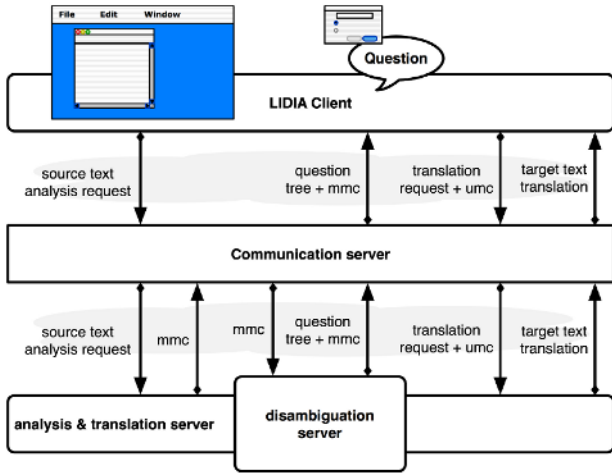 File Edit Window
Question
LIDIA Client
source text
analysis request
question
tree + mmc
translation
request + umc
target text
translation
Communication server
source text
analysis request
mmc
mmc
question
tree + mmc
translation
request + umc
target text
translation
analysis & translation server
disambiguation
server